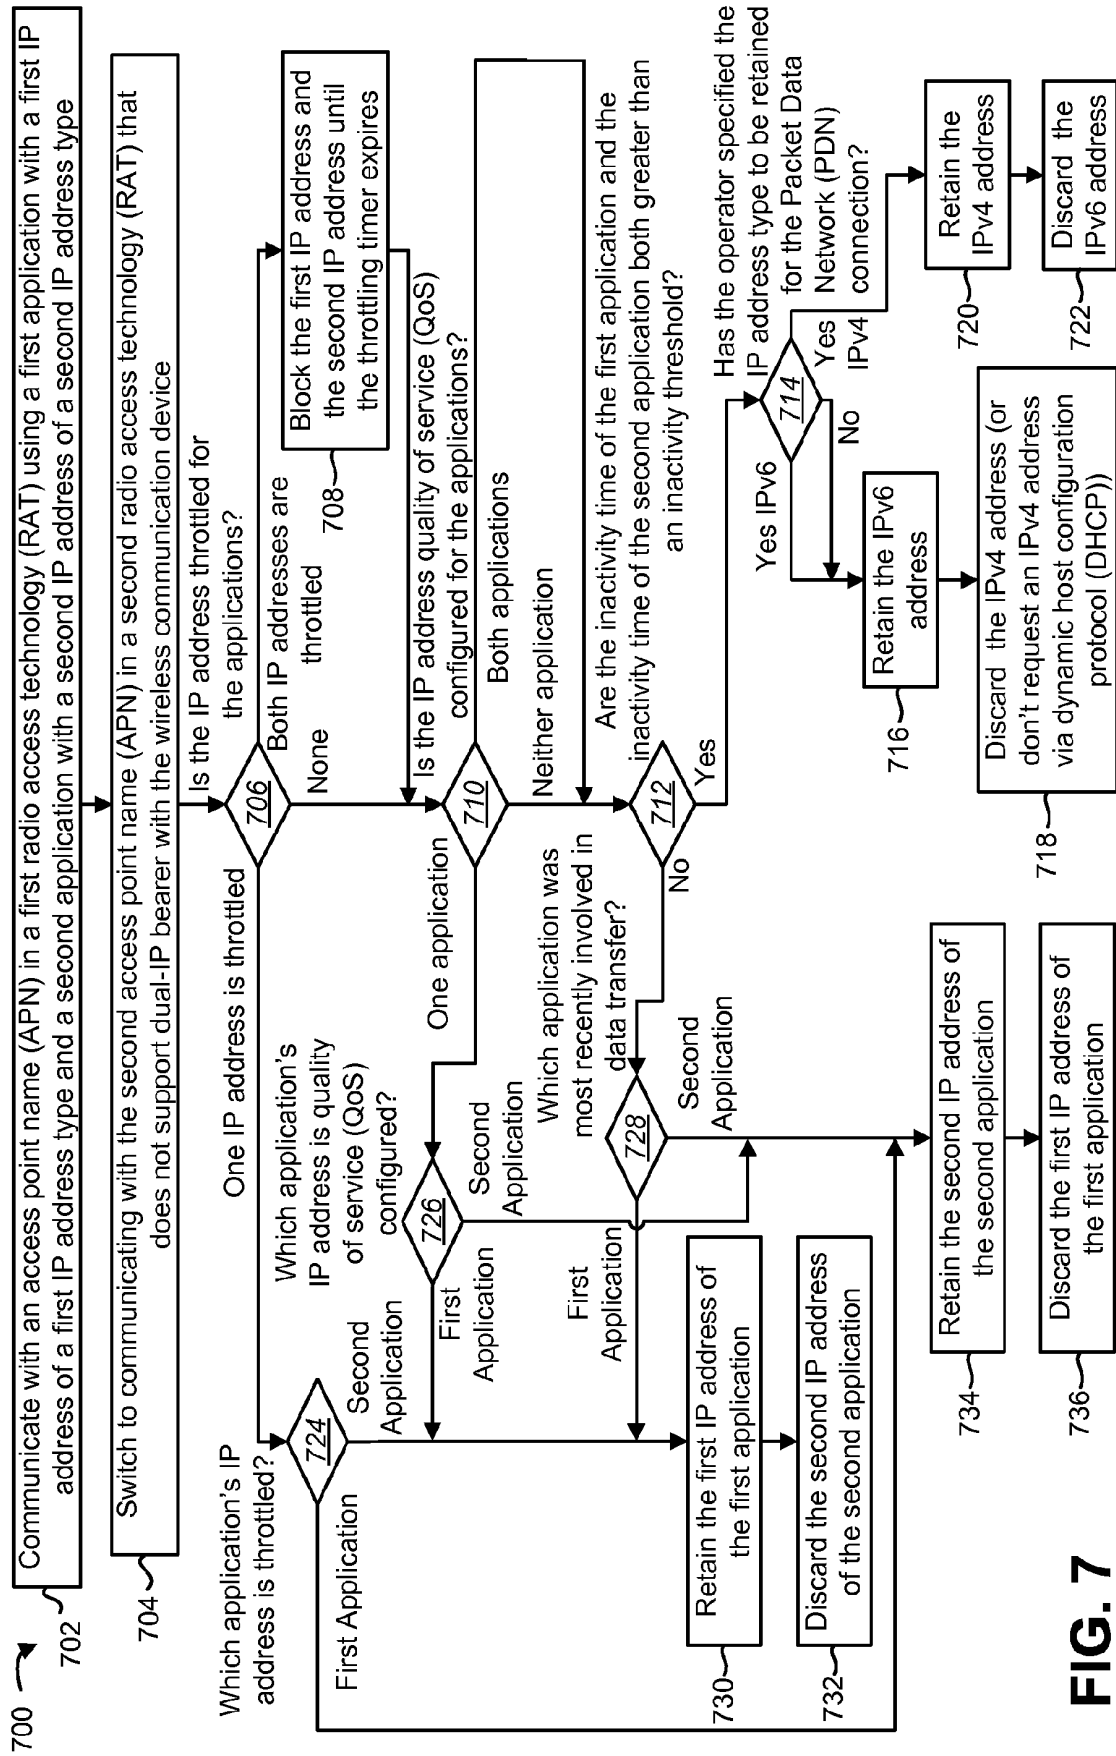 700
Communicate with an access point name (APN) in a first radio access technology (RAT) using a first application with a first IP
address of a first IP address type and a second application with a second IP address of a second IP address type
702
Switch to communicating with the second access point name (APN) in a second radio access technology (RAT) that
does not support dual-IP bearer with the wireless communication device
704
Is the IP address throttled for
the applications?
706
One IP address is throttled
Both IP addresses are
throttled
None
Block the first IP address and
the second IP address until
the throttling timer expires
708
Is the IP address quality of service (QoS)
configured for the applications?
710
One application
Both applications
Neither application
Are the inactivity time of the first application and the
inactivity time of the second application both greater than
an inactivity threshold?
712
Yes
No
Has the operator specified the
IP address type to be retained
for the Packet Data
Network (PDN)
connection?
714
Yes IPv6
No
Yes
IPv4
Retain the IPv6
address
716
Discard the IPv4 address (or
don't request an IPv4 address
via dynamic host configuration
protocol (DHCP))
718
Retain the
IPv4 address
720
Discard the
IPv6 address
722
Which application's IP
address is throttled?
724
First Application
Second
Application
Which application's
IP address is quality
of service (QoS)
configured?
726
First
Application
Second
Application
Which application was
most recently involved in
data transfer?
728
First
Application
Second
Application
Retain the first IP address of
the first application
730
Discard the second IP address
of the second application
732
Retain the second IP address of
the second application
734
Discard the first IP address of
the first application
736
FIG. 7